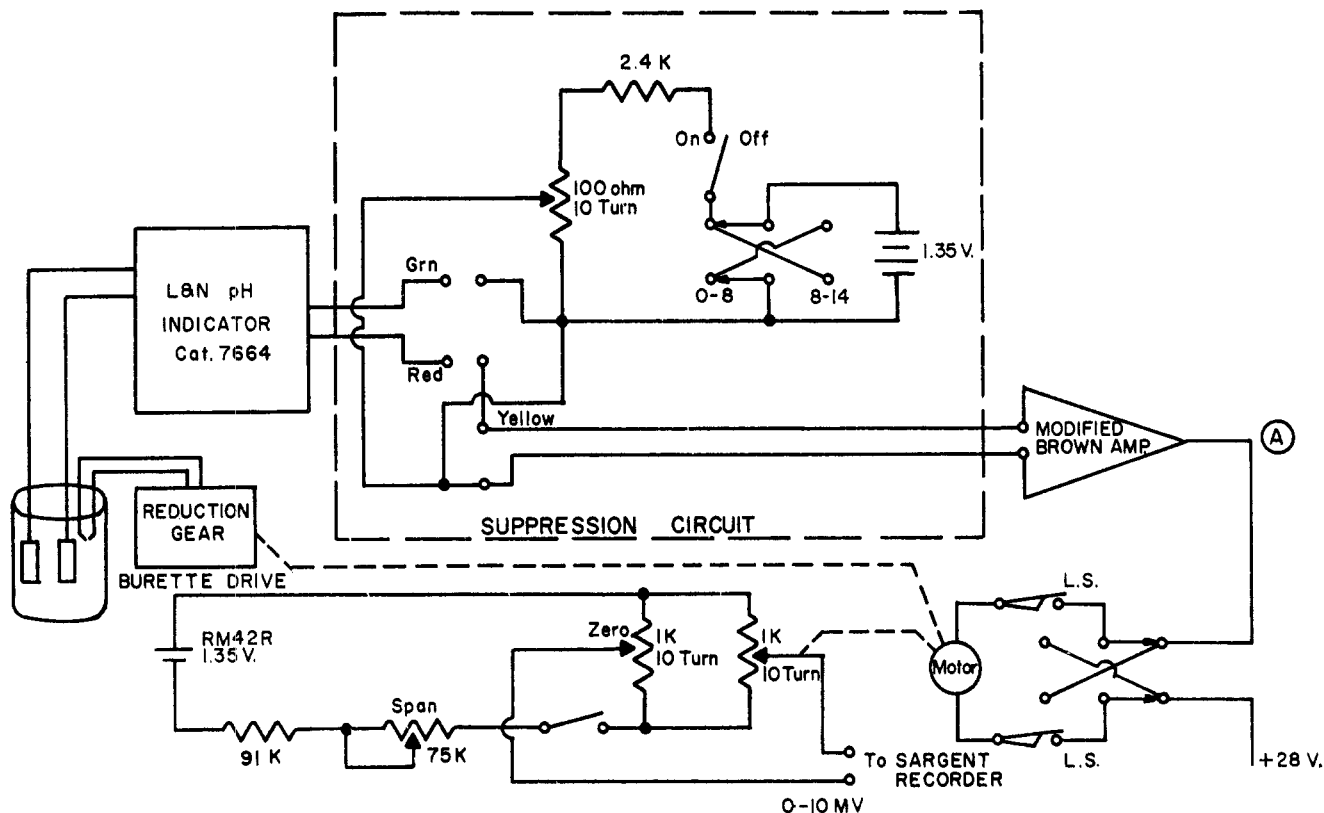 2.4 K
On
Off
100 ohm
10 Turn
1.35 V.
0-8
8-14
Grn
Red
Yellow
L&N pH
INDICATOR
Cat. 7664
MODIFIED
BROWN AMP.
A
SUPPRESSION CIRCUIT
REDUCTION
GEAR
BURETTE DRIVE
RM42R
1.35 V.
Zero
1K
10 Turn
1K
10 Turn
Motor
L.S.
L.S.
Span
91 K
75K
To SARGENT
RECORDER
0-10 MV
+28 V.